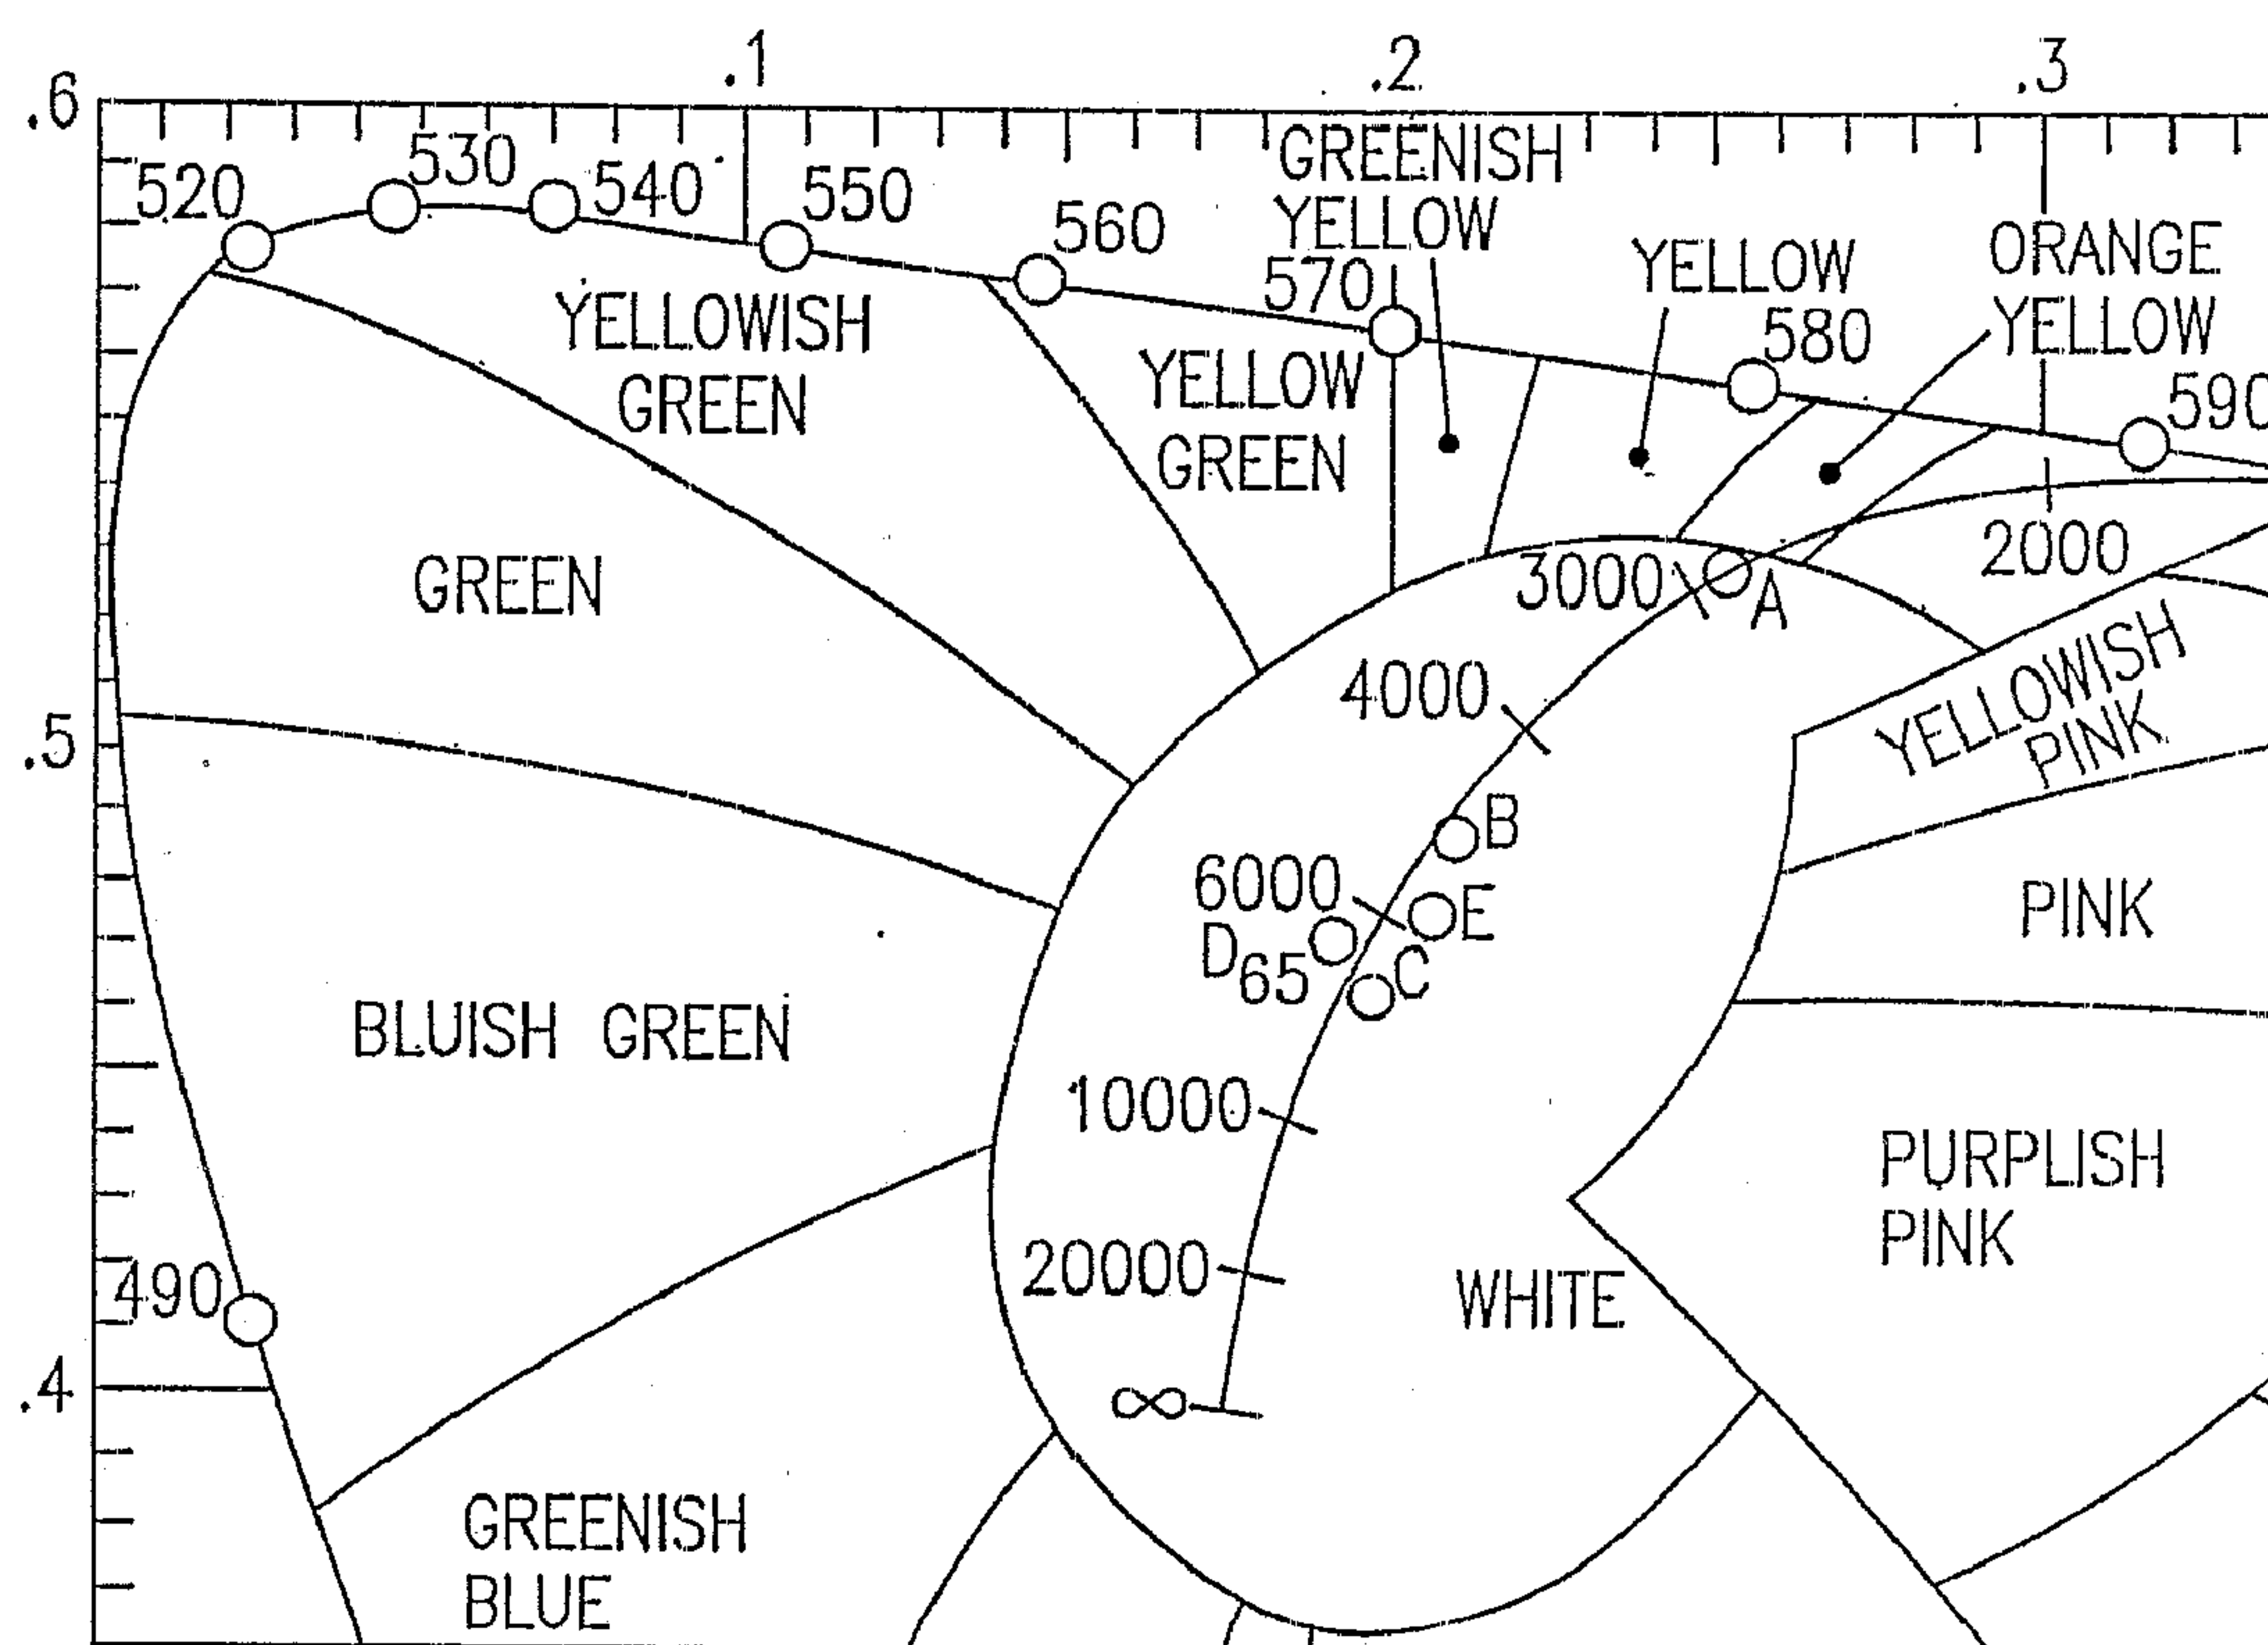 .1
.2
.3
.6
520
530
540
550
560
GREENISH
YELLOW
570
YELLOW
580
ORANGE
YELLOW
590
YELLOWISH
GREEN
YELLOW
GREEN
GREEN
3000
A
2000
4000
YELLOWISH
PINK
.5
B
6000
E
D65
C
PINK
BLUISH GREEN
10000
PURPLISH
PINK
20000
490
WHITE
.4
∞
GREENISH
BLUE